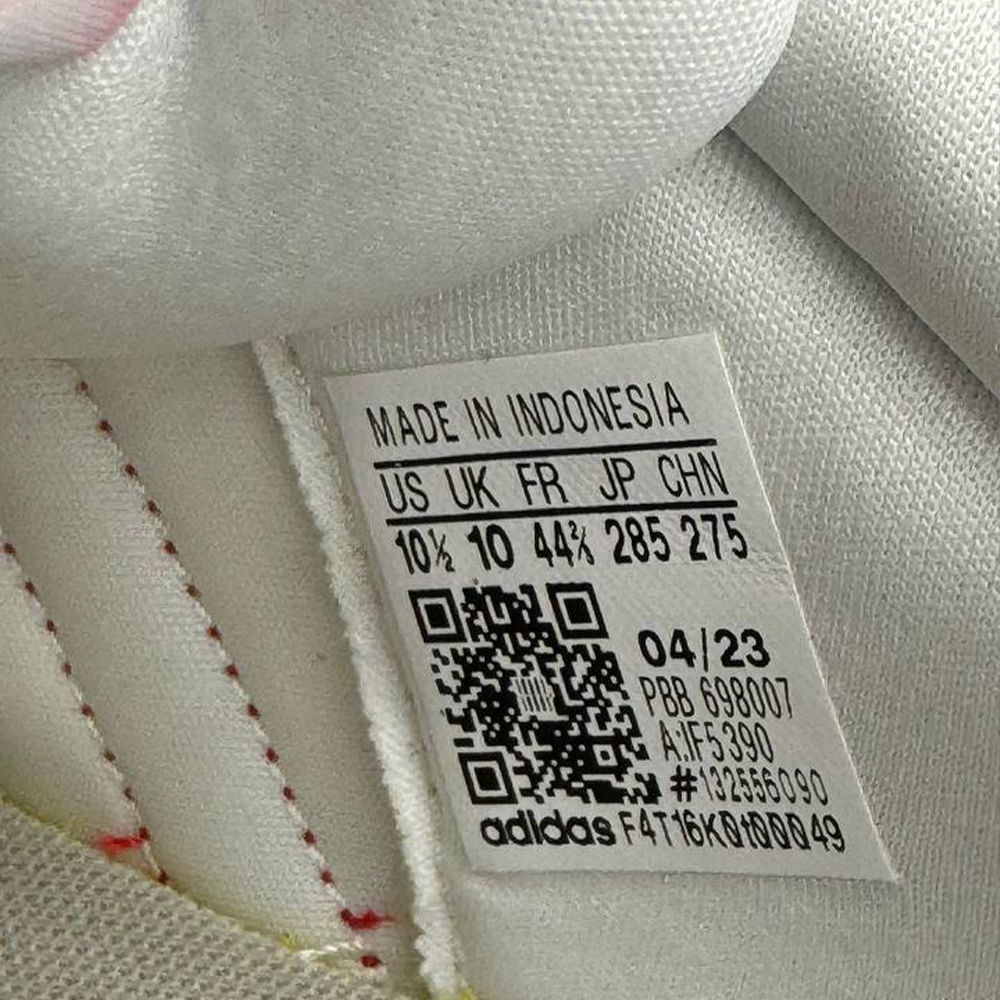 MADE IN INDONESIA
US UK FR JP CHN
10½ 10 44⅔ 285 275
04/23
PBB 698007
A:IF5390
#132556090
adidas F4T16K0t00049